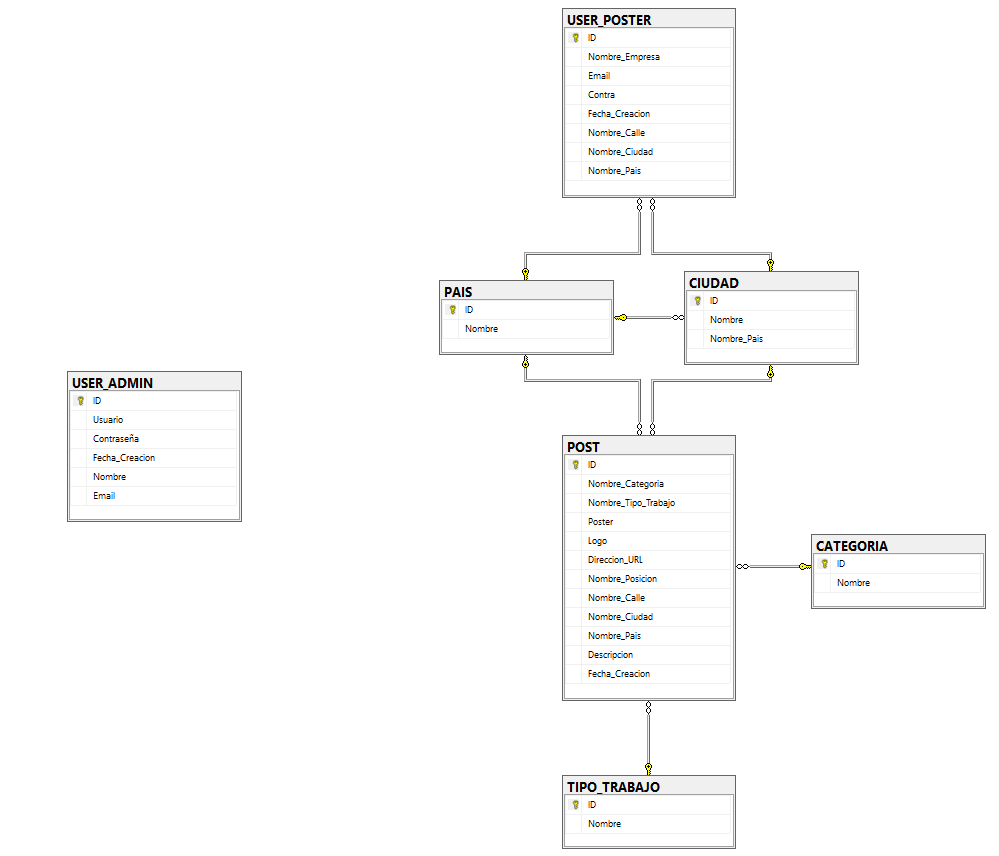 USER_POSTER
ID
Nombre_Empresa
Email
Contra
Fecha_Creacion
Nombre_Calle
Nombre_Ciudad
Nombre_Pais
PAIS
ID
Nombre
CIUDAD
ID
Nombre
Nombre_Pais
USER_ADMIN
ID
Usuario
Contraseña
Fecha_Creacion
Nombre
Email
POST
ID
Nombre_Categoria
Nombre_Tipo_Trabajo
Poster
Logo
Direccion_URL
Nombre_Posicion
Nombre_Calle
Nombre_Ciudad
Nombre_Pais
Descripcion
Fecha_Creacion
CATEGORIA
ID
Nombre
TIPO_TRABAJO
ID
Nombre